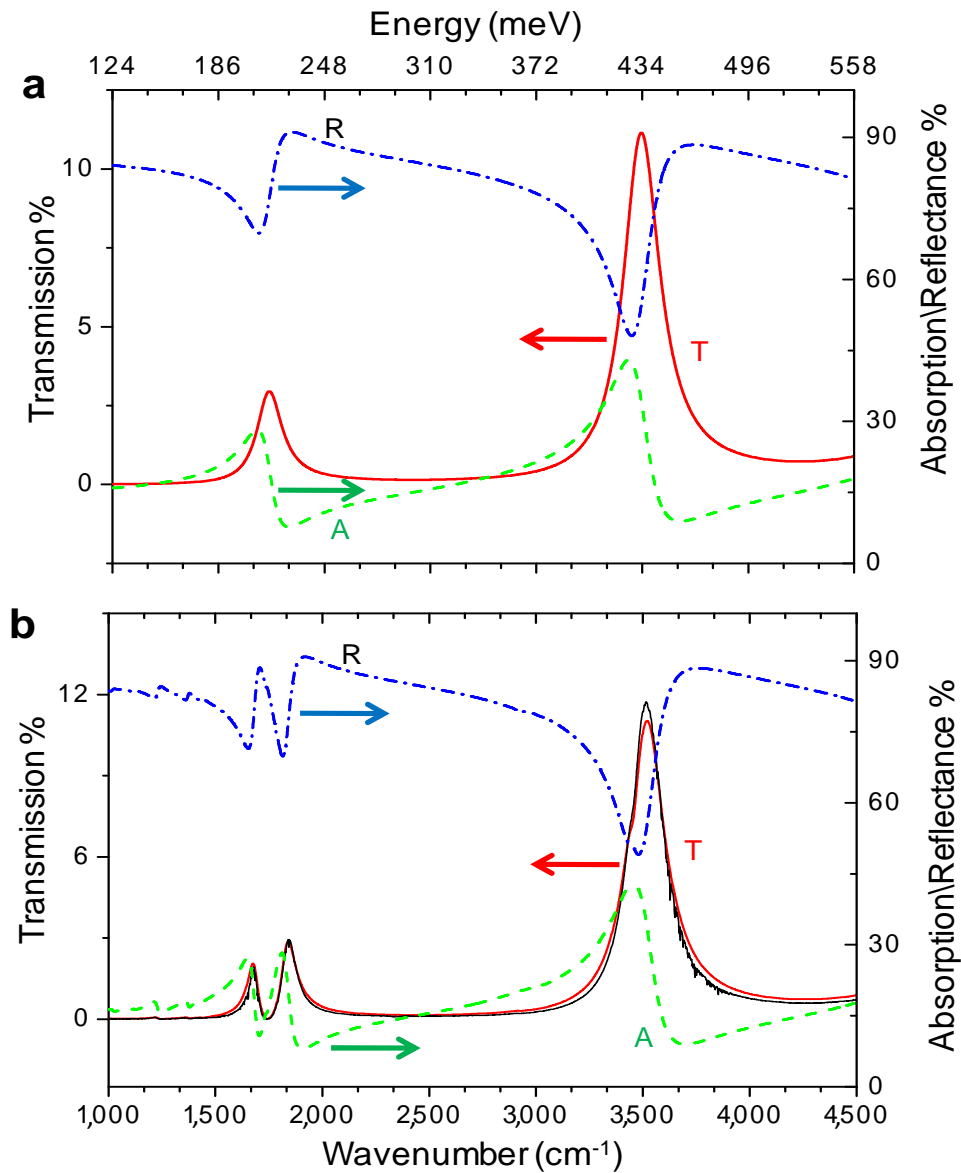 Energy (meV)
124 186 248 310 372 434 496 558
a
R
90
10
Transmission %
Absorption\Reflectance %
60
5
T
30
0
A
0
b
R
90
12
Transmission %
Absorption\Reflectance %
60
6
T
30
0
A
0
1,000 1,500 2,000 2,500 3,000 3,500 4,000 4,500
Wavenumber (cm⁻¹)